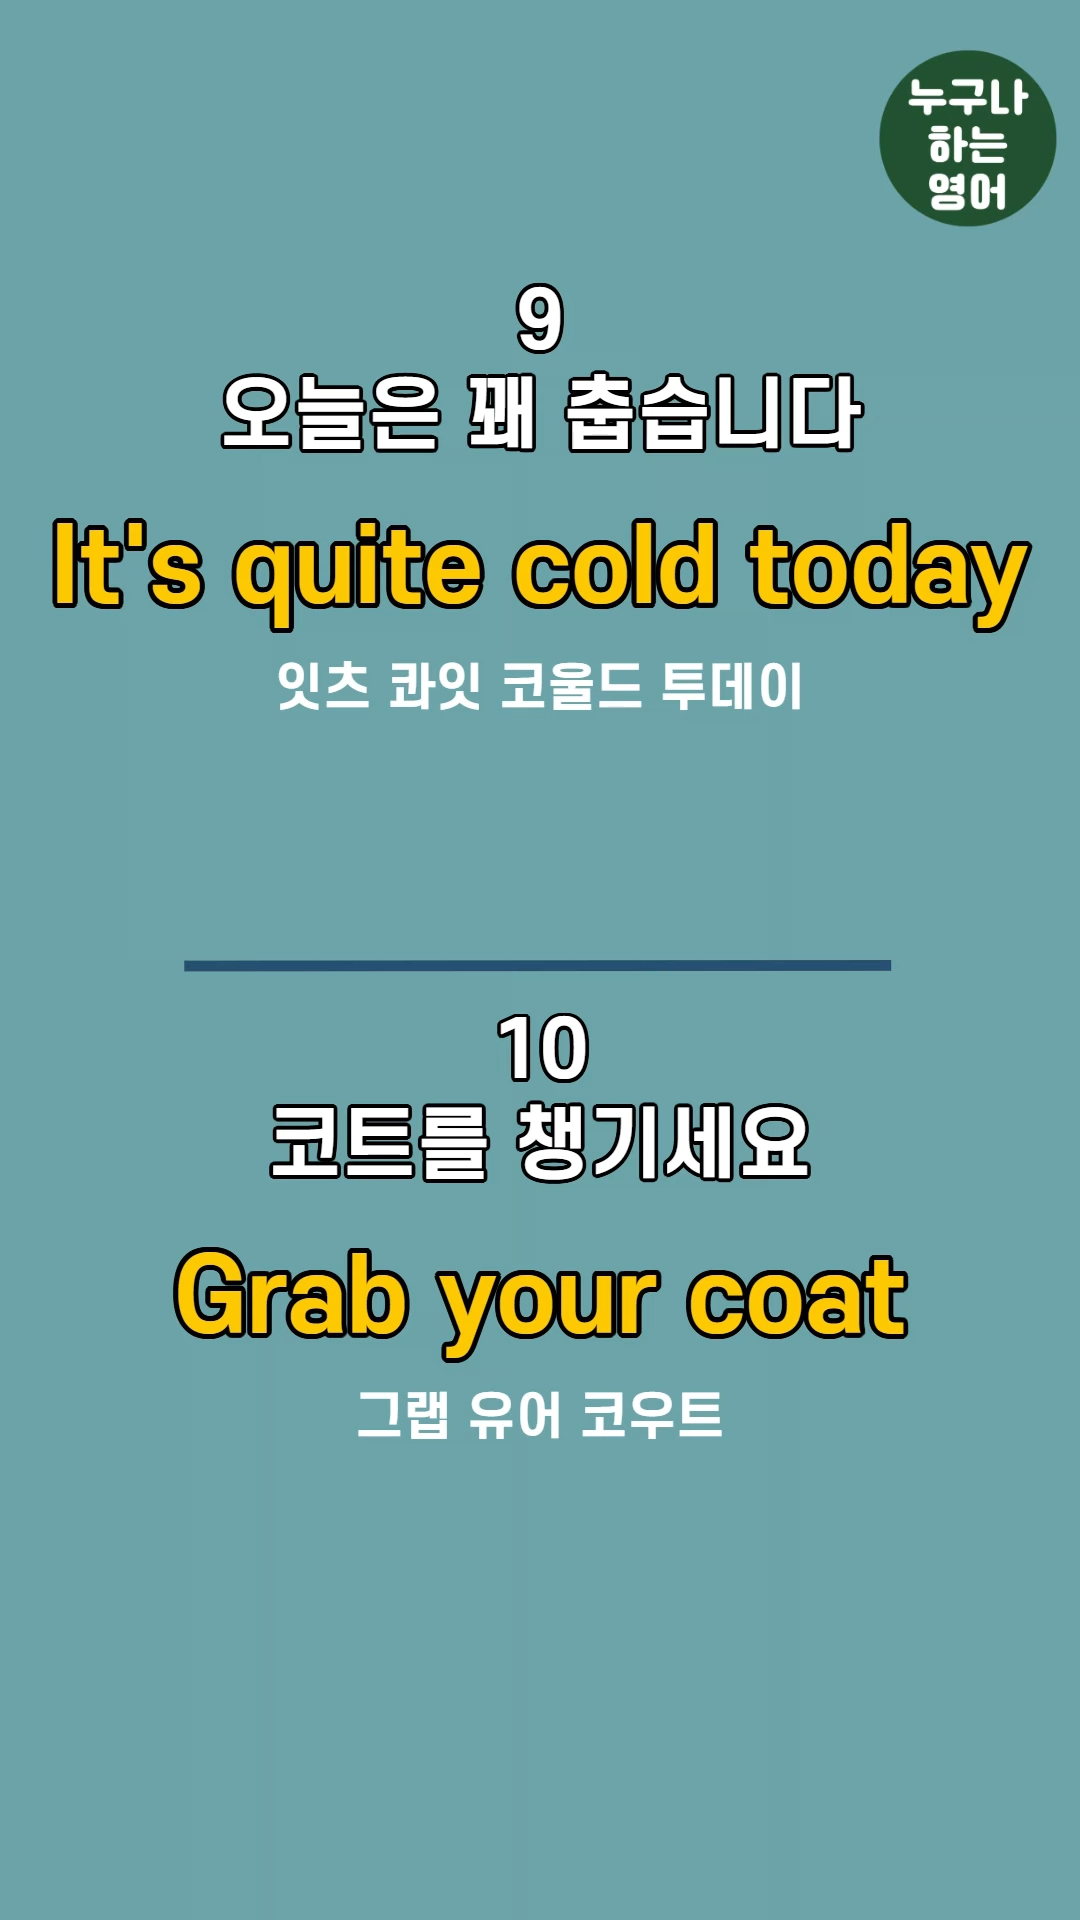 누구나
하는
영어
9
오늘은 꽤 춥습니다
It's quite cold today
잇츠 콰잇 코울드 투데이
10
코트를 챙기세요
Grab your coat
그랩 유어 코우트